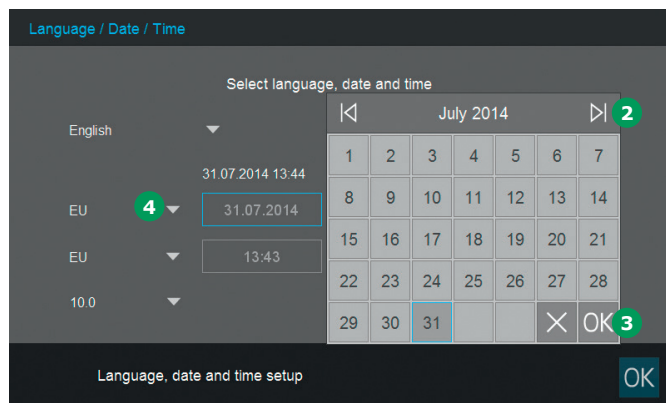 Language / Date / Time
Select language, date and time
July 2014 2
English
1 2 3 4 5 6 7
31.07.2014 13:44
EU 4 31.07.2014
8 9 10 11 12 13 14
15 16 17 18 19 20 21
EU 13:43
22 23 24 25 26 27 28
10.0
29 30 31 OK 3
Language, date and time setup OK